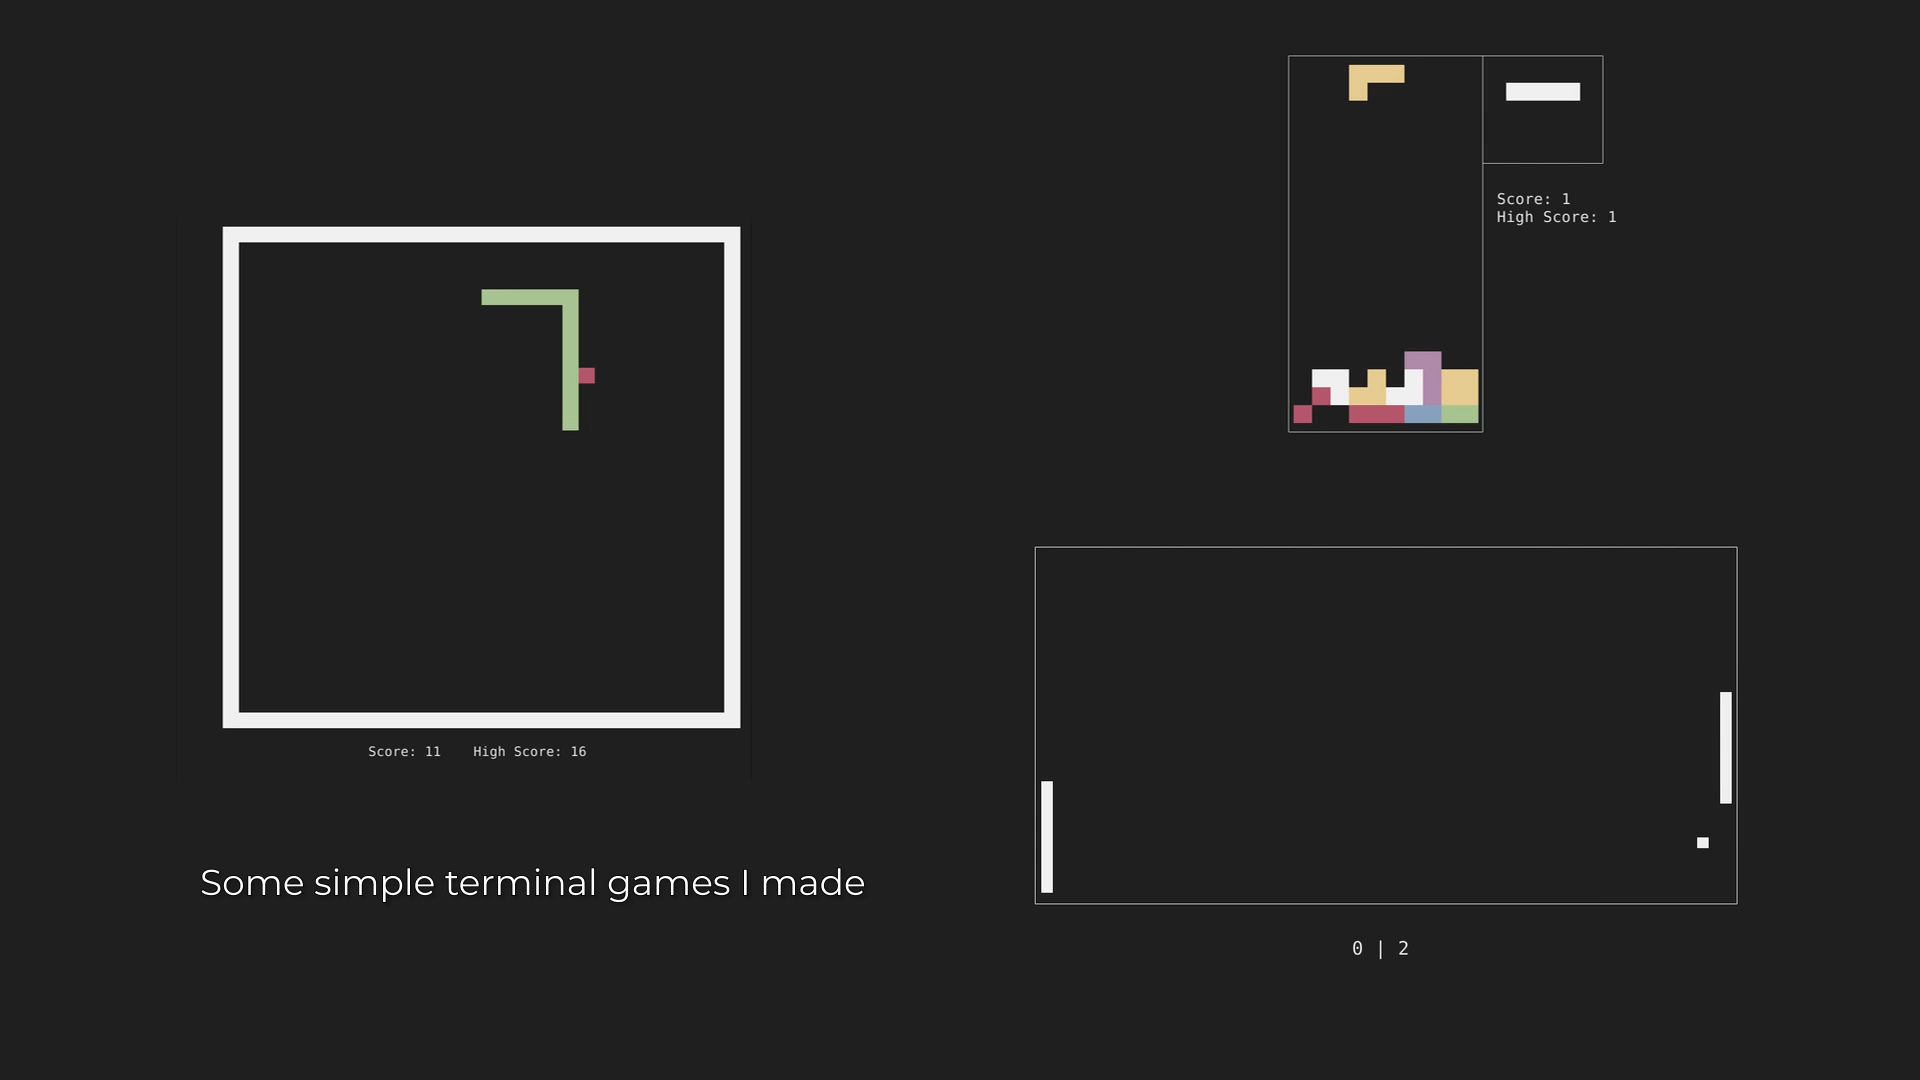 Score: 1
High Score: 1
Score: 11    High Score: 16
Some simple terminal games I made
0 | 2